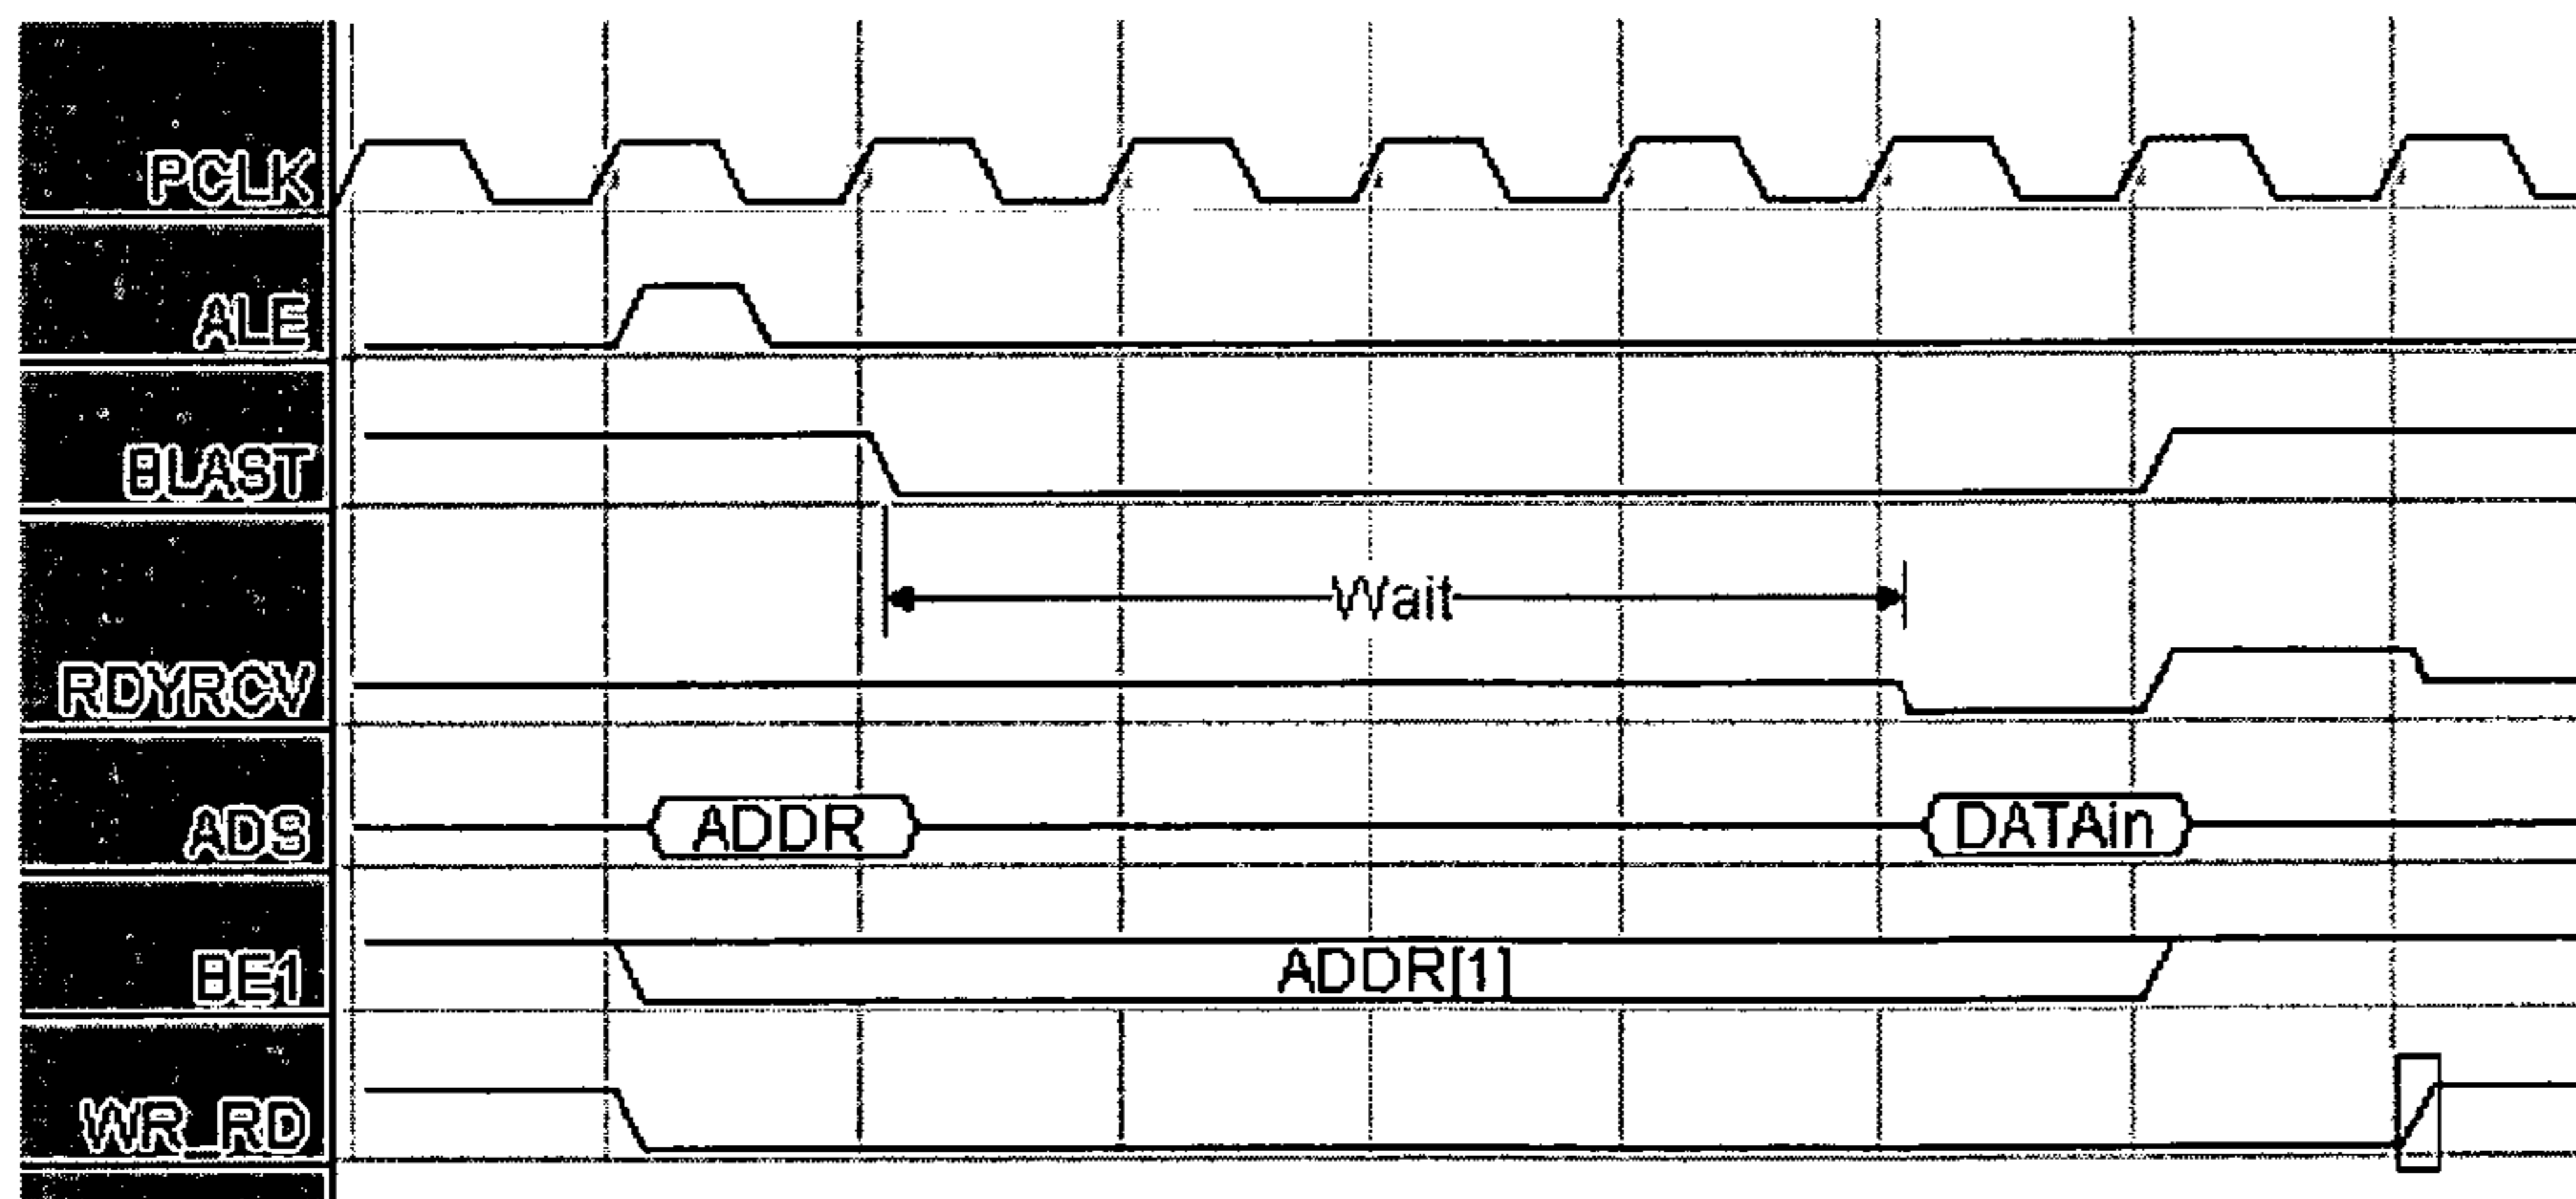 PCLK
ALE
BLAST
Wait
RDYRCV
ADS
ADDR
DATAin
BE1
ADDR[1]
WR_RD